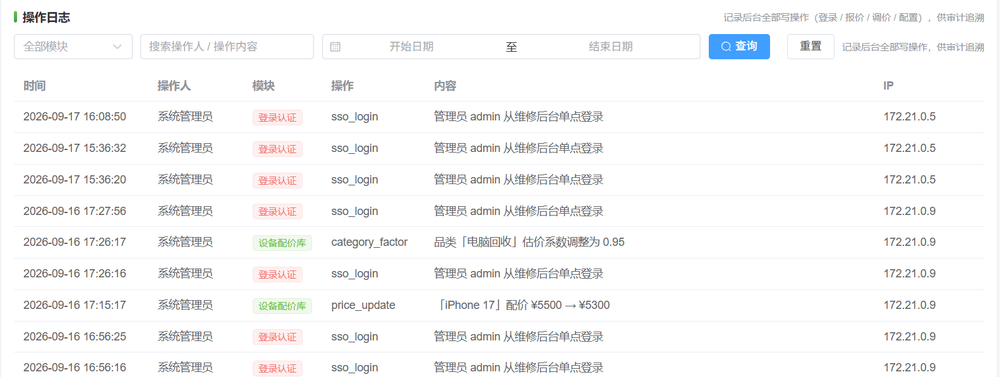 操作日志 记录后台全部写操作（登录 / 报价 / 调价 / 配置），供审计追溯
全部模块 搜索操作人 / 操作内容 开始日期 至 结束日期 查询 重置 记录后台全部写操作，供审计追溯
时间 操作人 模块 操作 内容 IP
2026-09-17 16:08:50 系统管理员 登录认证 sso_login 管理员 admin 从维修后台单点登录 172.21.0.5
2026-09-17 15:36:32 系统管理员 登录认证 sso_login 管理员 admin 从维修后台单点登录 172.21.0.5
2026-09-17 15:36:20 系统管理员 登录认证 sso_login 管理员 admin 从维修后台单点登录 172.21.0.5
2026-09-16 17:27:56 系统管理员 登录认证 sso_login 管理员 admin 从维修后台单点登录 172.21.0.9
2026-09-16 17:26:17 系统管理员 设备配价库 category_factor 品类「电脑回收」估价系数调整为 0.95 172.21.0.9
2026-09-16 17:26:16 系统管理员 登录认证 sso_login 管理员 admin 从维修后台单点登录 172.21.0.9
2026-09-16 17:15:17 系统管理员 设备配价库 price_update 「iPhone 17」配价 ¥5500 → ¥5300 172.21.0.9
2026-09-16 16:56:25 系统管理员 登录认证 sso_login 管理员 admin 从维修后台单点登录 172.21.0.9
2026-09-16 16:56:16 系统管理员 登录认证 sso_login 管理员 admin 从维修后台单点登录 172.21.0.9